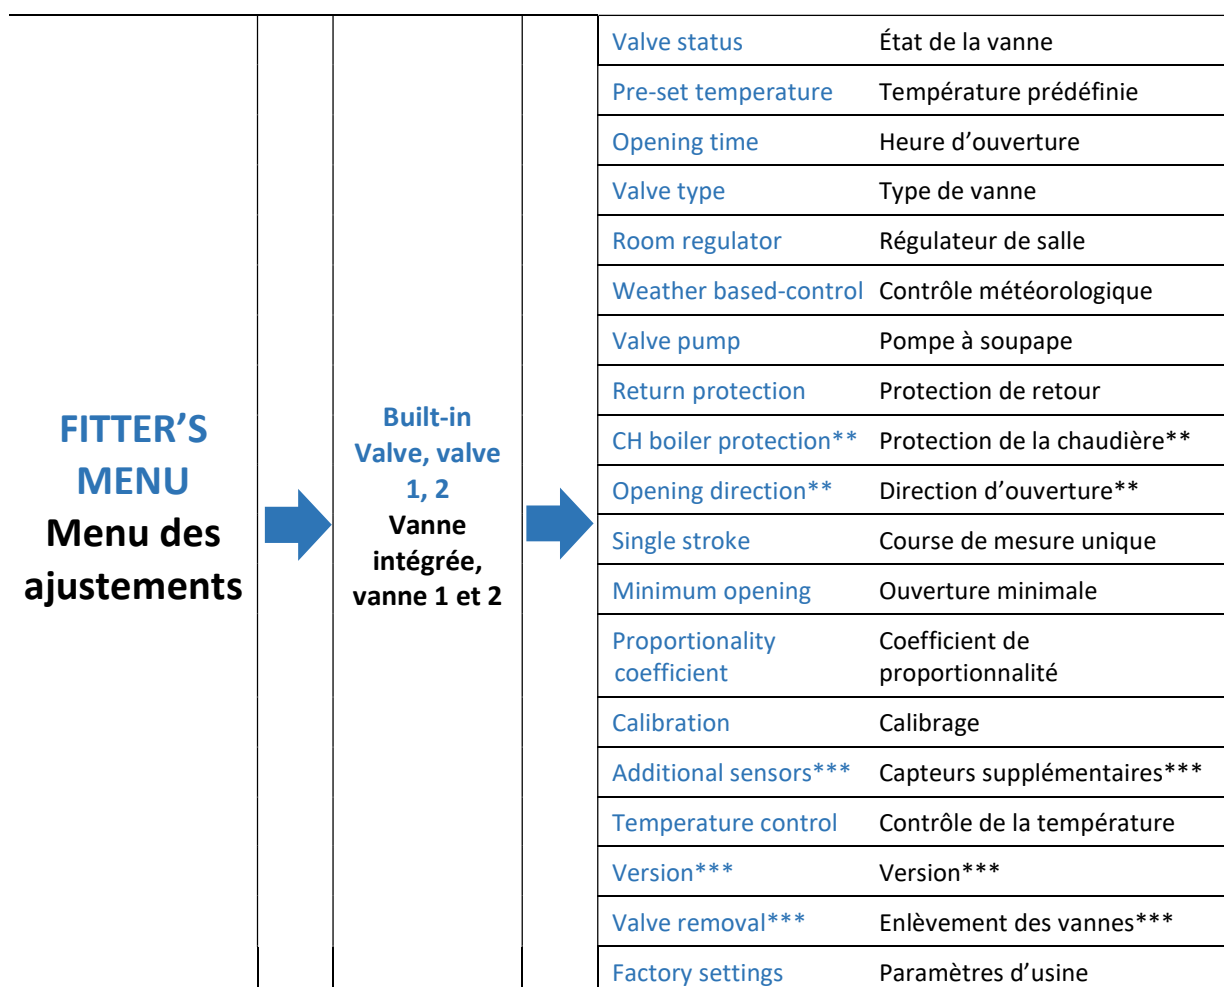 FITTER’S
MENU
Menu des
ajustements
Built-in
Valve, valve
1, 2
Vanne
intégrée,
vanne 1 et 2
Valve status État de la vanne
Pre-set temperature Température prédéfinie
Opening time Heure d’ouverture
Valve type Type de vanne
Room regulator Régulateur de salle
Weather based-control Contrôle météorologique
Valve pump Pompe à soupape
Return protection Protection de retour
CH boiler protection** Protection de la chaudière**
Opening direction** Direction d’ouverture**
Single stroke Course de mesure unique
Minimum opening Ouverture minimale
Proportionality Coefficient de
coefficient proportionnalité
Calibration Calibrage
Additional sensors*** Capteurs supplémentaires***
Temperature control Contrôle de la température
Version*** Version***
Valve removal*** Enlèvement des vannes***
Factory settings Paramètres d’usine